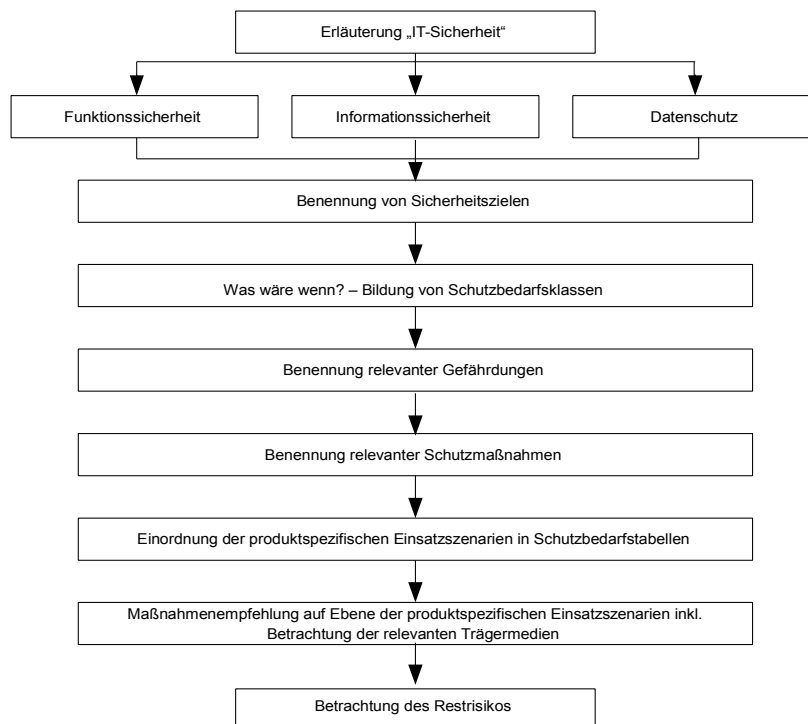 Erläuterung „IT-Sicherheit“
Funktionssicherheit
Informationssicherheit
Datenschutz
Benennung von Sicherheitszielen
Was wäre wenn? – Bildung von Schutzbedarfsklassen
Benennung relevanter Gefährdungen
Benennung relevanter Schutzmaßnahmen
Einordnung der produktspezifischen Einsatzszenarien in Schutzbedarfstabellen
Maßnahmenempfehlung auf Ebene der produktspezifischen Einsatzszenarien inkl.
Betrachtung der relevanten Trägermedien
Betrachtung des Restrisikos